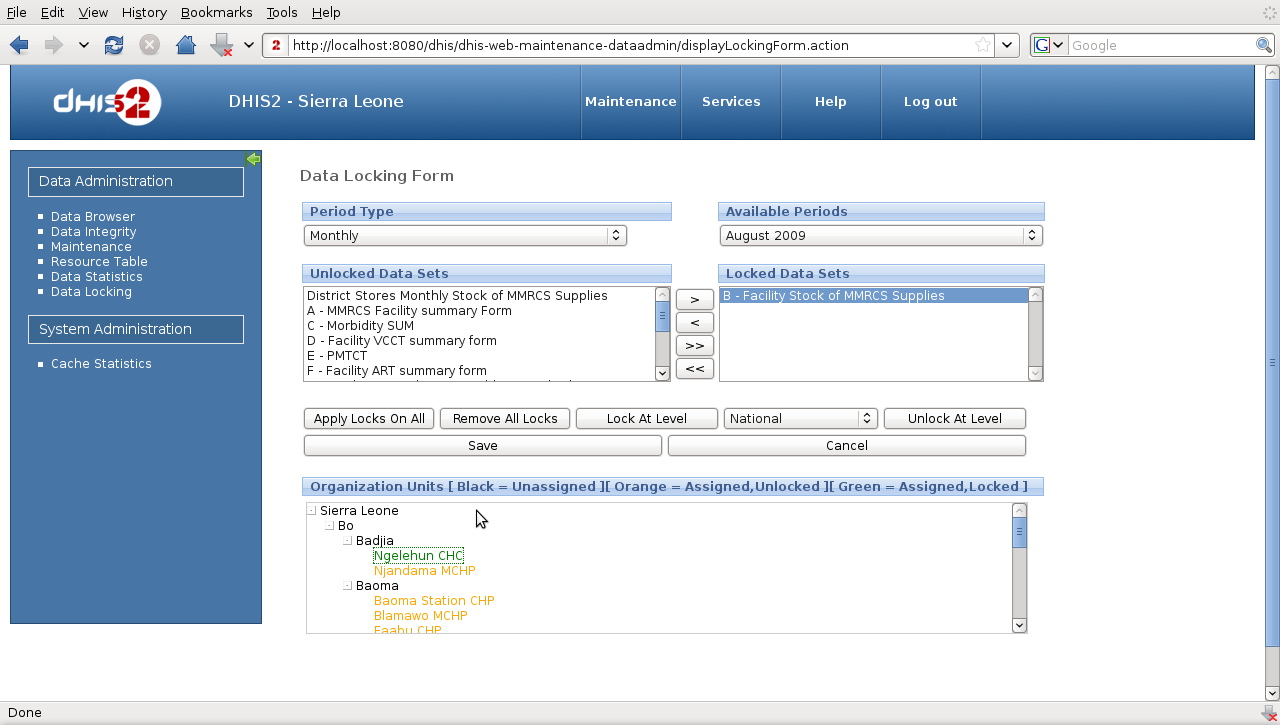 File Edit View History Bookmarks Tools Help
2 http://localhost:8080/dhis/dhis-web-maintenance-dataadmin/displayLockingForm.action G Google
dhis2 DHIS2 - Sierra Leone Maintenance Services Help Log out
Data Administration
Data Browser
Data Integrity
Maintenance
Resource Table
Data Statistics
Data Locking
System Administration
Cache Statistics
Data Locking Form
Period Type Available Periods
Monthly August 2009
Unlocked Data Sets Locked Data Sets
District Stores Monthly Stock of MMRCS Supplies
A - MMRCS Facility summary Form
C - Morbidity SUM
D - Facility VCCT summary form
E - PMTCT
F - Facility ART summary form
>
<
>>
<<
B - Facility Stock of MMRCS Supplies
Apply Locks On All Remove All Locks Lock At Level National Unlock At Level
Save Cancel
Organization Units [ Black = Unassigned ][ Orange = Assigned,Unlocked ][ Green = Assigned,Locked ]
Sierra Leone
Bo
Badjia
Ngelehun CHC
Njandama MCHP
Baoma
Baoma Station CHP
Blamawo MCHP
Faabu CHP
Done